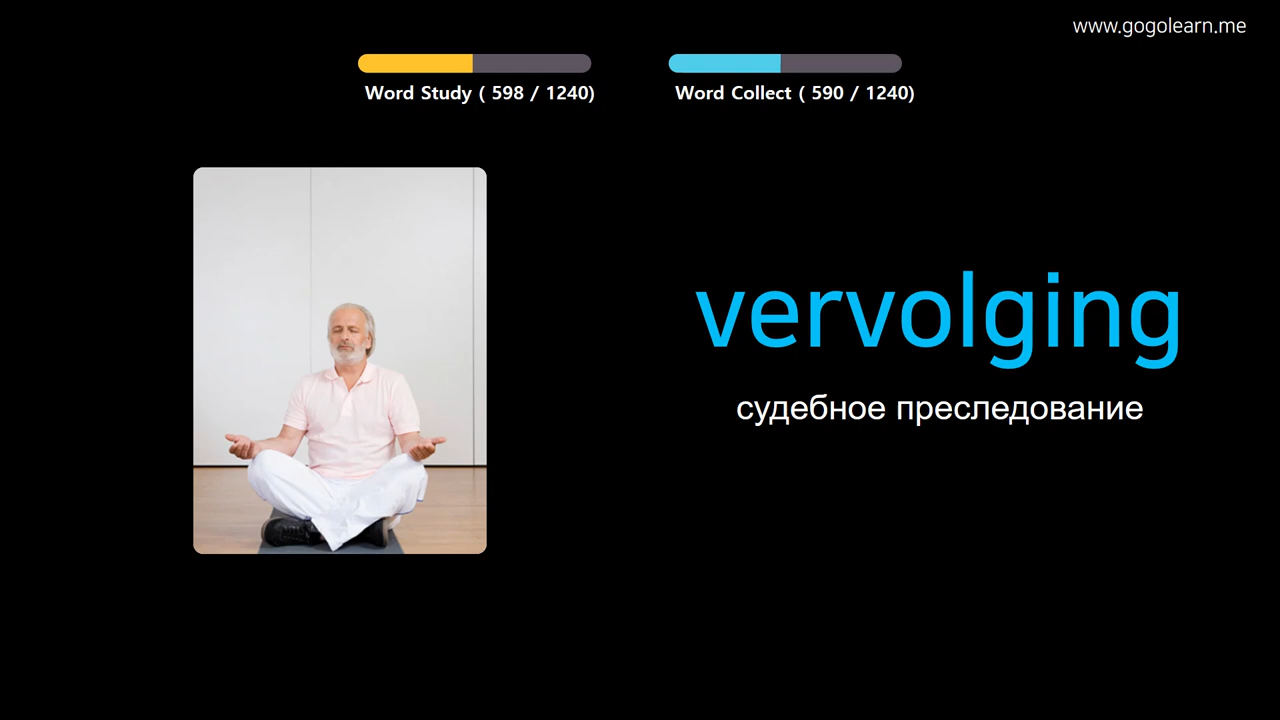 www.gogolearn.me
Word Study ( 598 / 1240)
Word Collect ( 590 / 1240)
vervolging
судебное преследование